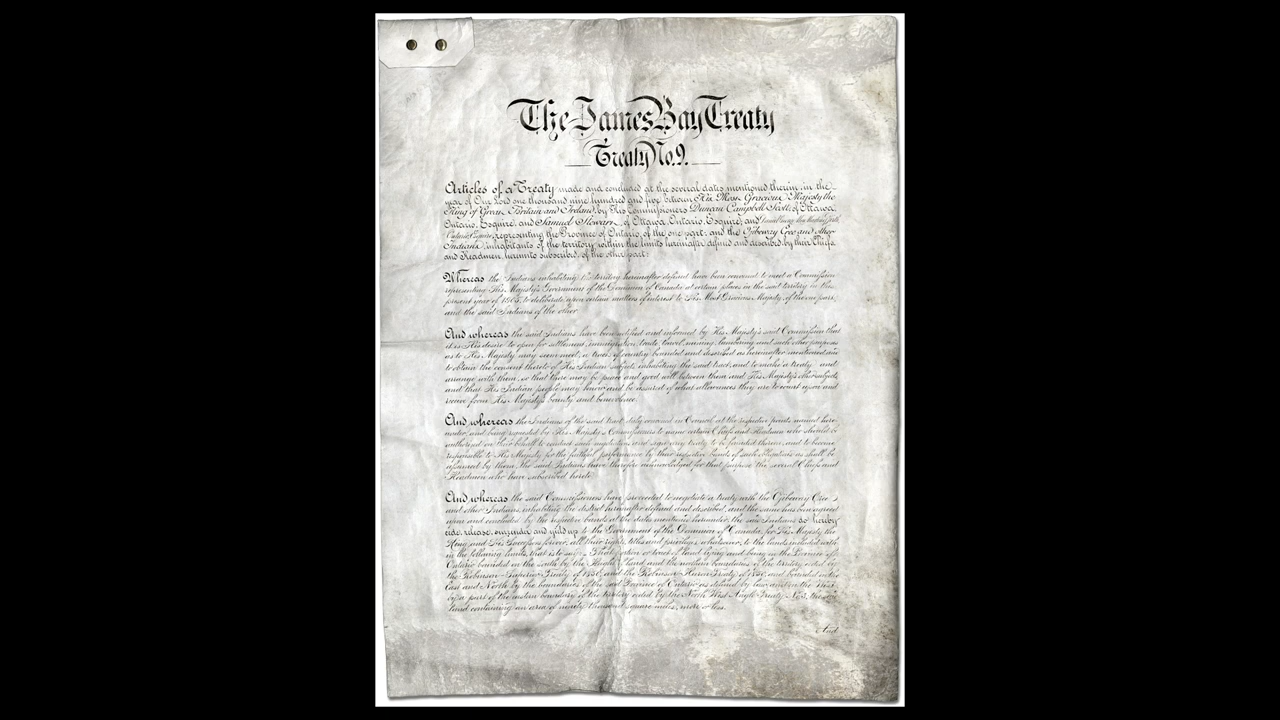 The James Bay Treaty
Treaty No. 9.
Articles of a Treaty made and concluded at the several dates mentioned therein, in the
year of Our Lord one thousand nine hundred and five between His Most Gracious Majesty the
King of Great Britain and Ireland, by His Commissioners Duncan Campbell Scott, of Ottawa,
Ontario, Esquire, and Samuel Stewart, of Ottawa, Ontario, Esquire, and
Ontario, Esquire, representing the Province of Ontario, of the one part; and the Ojibeway Cree and other
Indians, inhabitants of the territory within the limits hereinafter defined and described, by their Chiefs
and Headmen, hereunto subscribed, of the other part:
Whereas the Indians inhabiting the territory hereinafter defined have been convened to meet a Commission
representing His Majesty's Government of the Dominion of Canada at certain places in the said territory in this
present year of 1905, to deliberate upon certain matters of interest to His Most Gracious Majesty, of the one part,
and the said Indians of the other
And whereas the said Indians have been notified and informed by His Majesty's said Commission that
it is His desire to open for settlement, immigration, trade, travel, mining, lumbering and such other purposes
as to His Majesty may seem meet, a tract of country bounded and described as hereinafter mentioned, and
to obtain the consent thereto of His Indian subjects inhabiting the said tract, and to make a treaty and
arrange with them, so that there may be peace and good will between them and His Majesty's other subjects,
and that His Indian people may know and be assured of what allowances they are to count upon and
receive from His Majesty's bounty and benevolence.
And whereas the Indians of the said tract, duly convened in Council at the respective points named here-
under, and being requested by His Majesty's Commissioners to name certain Chiefs and Headmen who should be
authorized on their behalf to conduct such negotiations and sign any treaty to be founded thereon, and to become
responsible to His Majesty for the faithful performance by their respective bands of such obligations as shall be
assumed by them, the said Indians have therefore acknowledged for that purpose the several Chiefs and
Headmen who have subscribed hereto.
And whereas the said Commissioners have proceeded to negotiate a treaty with the Ojibeway Cree
and other Indians, inhabiting the district hereinafter defined and described, and the same has been agreed
upon and concluded by the respective bands at the dates mentioned hereunder, the said Indians do hereby
cede, release, surrender and yield up to the Government of the Dominion of Canada, for His Majesty the
King and His Successors forever, all their rights, titles and privileges whatsoever, to the lands included within
the following limits, that is to say: That portion or tract of land lying and being in the Province of
Ontario bounded on the south by the height of land and the northern boundaries of the territory ceded by
the Robinson-Superior Treaty of 1850, and the Robinson-Huron Treaty of 1850, and bounded on the
East and North by the boundaries of the said Province of Ontario as defined by law, and on the West
by a part of the eastern boundary of the territory ceded by the North West Angle Treaty No. 3, the said
land containing an area of ninety thousand square miles, more or less.
And